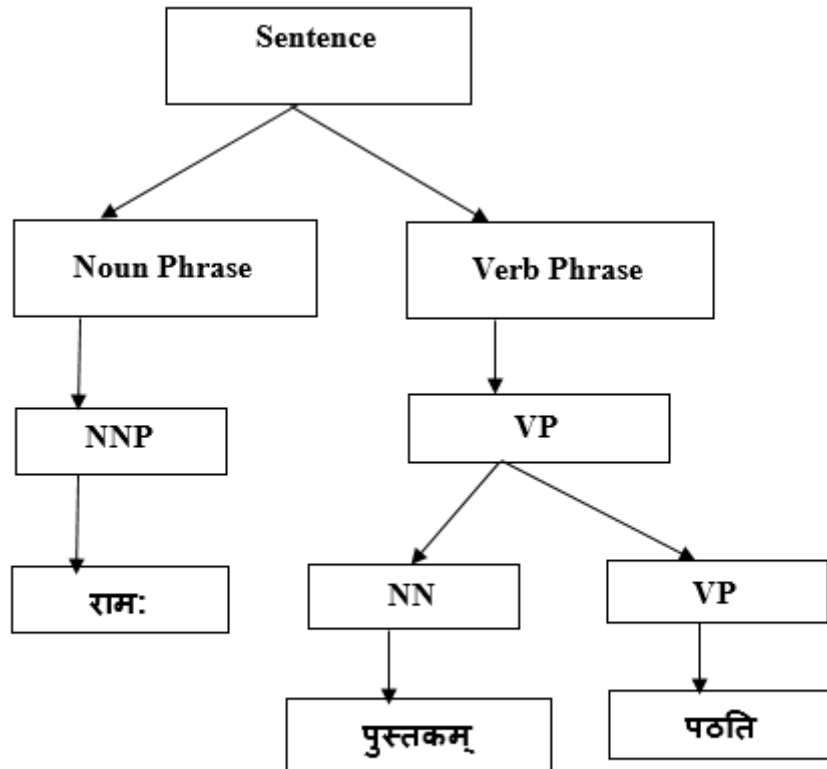 Sentence
Noun Phrase
Verb Phrase
NNP
VP
राम:
NN
VP
पुस्तकम्
पठति